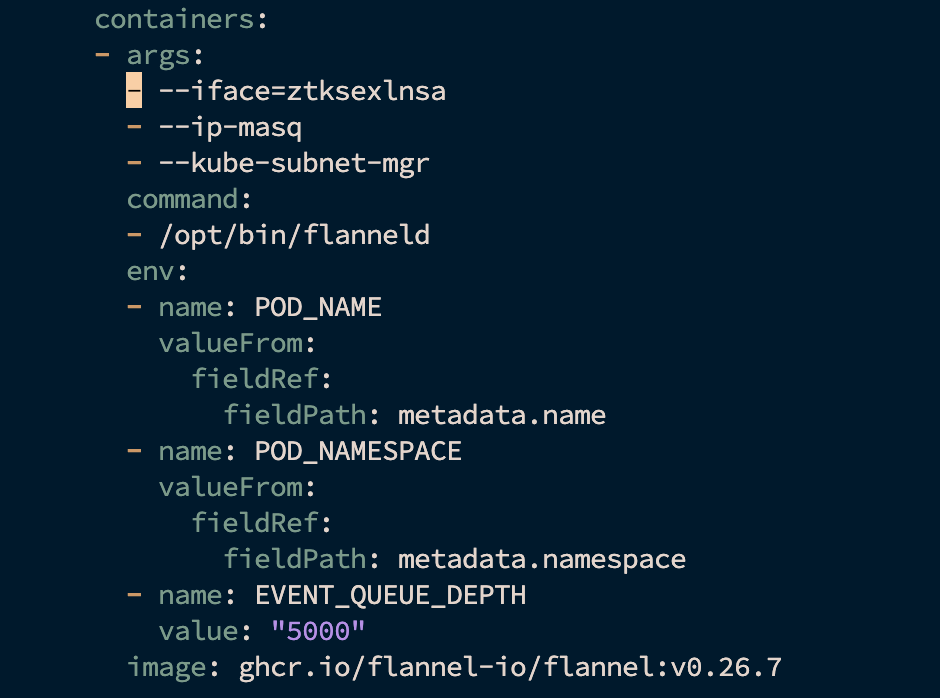 containers:
- args:
- --iface=ztksexlnsa
- --ip-masq
- --kube-subnet-mgr
command:
- /opt/bin/flanneld
env:
- name: POD_NAME
valueFrom:
fieldRef:
fieldPath: metadata.name
- name: POD_NAMESPACE
valueFrom:
fieldRef:
fieldPath: metadata.namespace
- name: EVENT_QUEUE_DEPTH
value: "5000"
image: ghcr.io/flannel-io/flannel:v0.26.7